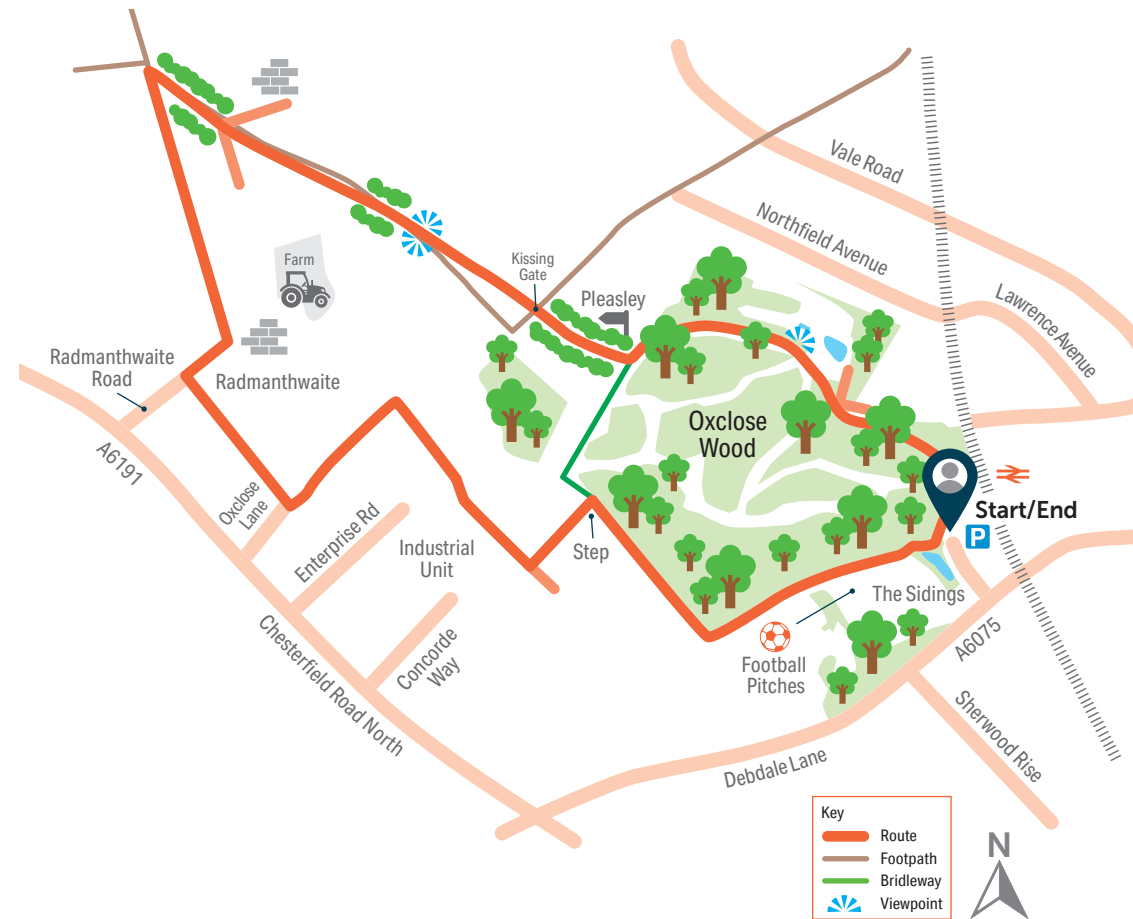 Vale Road
Northfield Avenue
Lawrence Avenue
Farm
Kissing
Gate
Pleasley
Radmanthwaite
Road
Radmanthwaite
Oxclose
Wood
A6191
Oxclose
Lane
Enterprise Rd
Industrial
Unit
Step
Start/End
P
The Sidings
A6075
Concorde
Way
Football
Pitches
Chesterfield Road North
Sherwood Rise
Debdale Lane
Key
Route
Footpath
Bridleway
Viewpoint
N